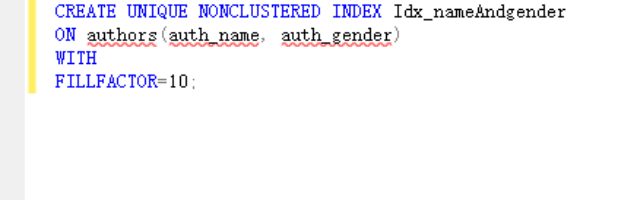 CREATE UNIQUE NONCLUSTERED INDEX Idx_nameAndgender
ON authors(auth_name, auth_gender)
WITH
FILLFACTOR=10;